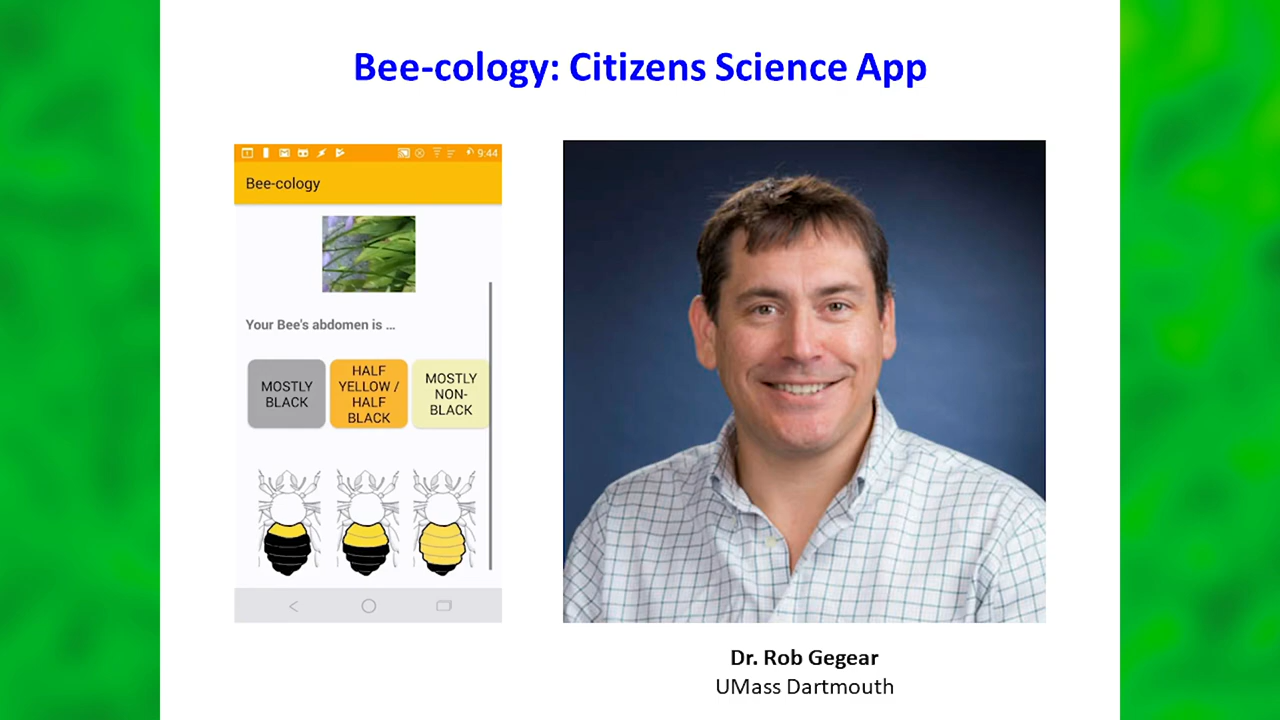 Bee-cology: Citizens Science App
9:44
Bee-cology
Your Bee's abdomen is ...
MOSTLY
BLACK
HALF
YELLOW /
HALF
BLACK
MOSTLY
NON-
BLACK
Dr. Rob Gegear
UMass Dartmouth